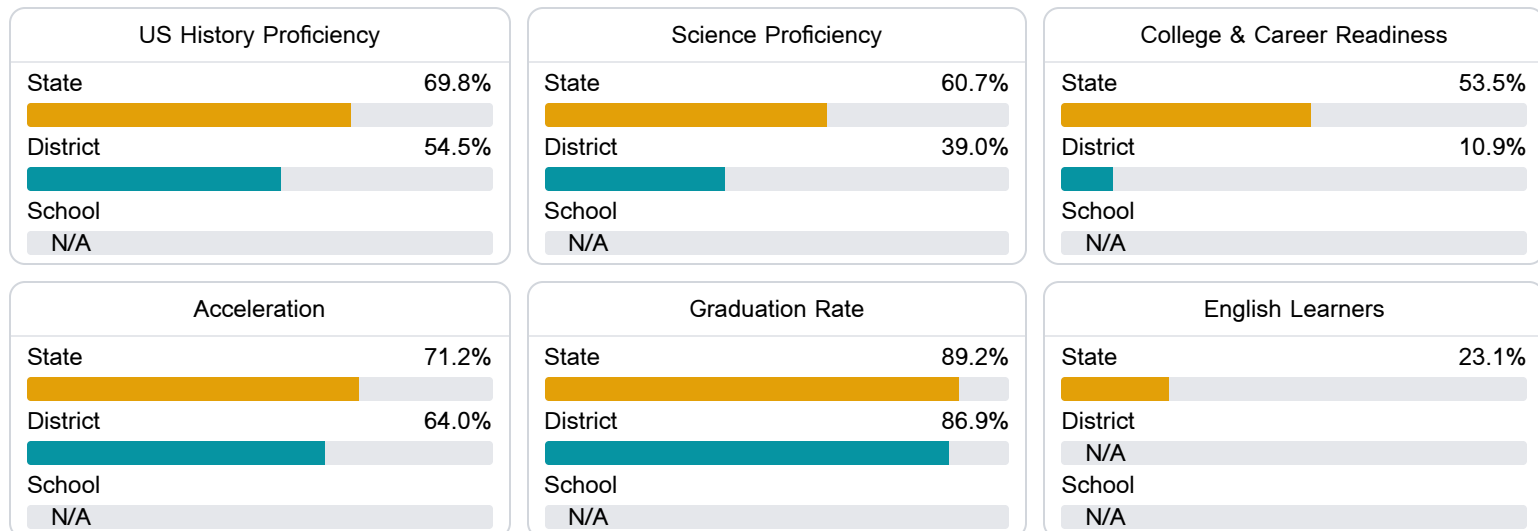 US History Proficiency
State 69.8%
District 54.5%
School
N/A
Science Proficiency
State 60.7%
District 39.0%
School
N/A
College & Career Readiness
State 53.5%
District 10.9%
School
N/A
Acceleration
State 71.2%
District 64.0%
School
N/A
Graduation Rate
State 89.2%
District 86.9%
School
N/A
English Learners
State 23.1%
District
N/A
School
N/A